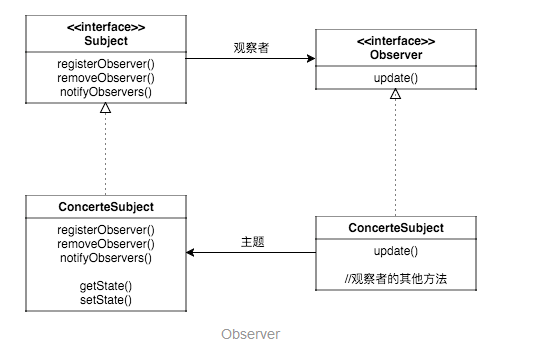 <<interface>>
Subject
registerObserver()
removeObserver()
notifyObservers()
观察者
<<interface>>
Observer
update()
ConcerteSubject
registerObserver()
removeObserver()
notifyObservers()
getState()
setState()
主题
ConcerteSubject
update()
//观察者的其他方法
Observer